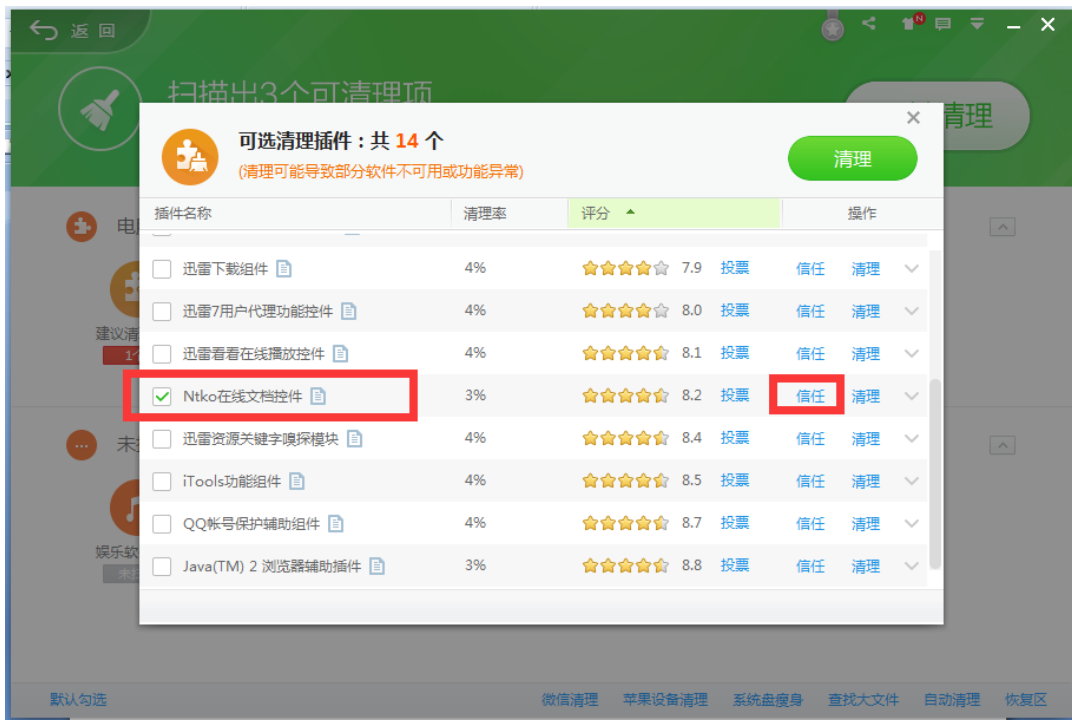 返回
N
扫描出3个可清理项
清理
可选清理插件：共 14 个
(清理可能导致部分软件不可用或功能异常)
清理
插件名称 清理率 评分 操作
迅雷下载组件 4% 7.9 投票 信任 清理
迅雷7用户代理功能控件 4% 8.0 投票 信任 清理
迅雷看看在线播放控件 4% 8.1 投票 信任 清理
Ntko在线文档控件 3% 8.2 投票 信任 清理
迅雷资源关键字嗅探模块 4% 8.4 投票 信任 清理
iTools功能组件 4% 8.5 投票 信任 清理
QQ帐号保护辅助组件 4% 8.7 投票 信任 清理
Java(TM) 2 浏览器辅助插件 3% 8.8 投票 信任 清理
电
建议清
1
未
娱乐软
未
默认勾选 微信清理 苹果设备清理 系统盘瘦身 查找大文件 自动清理 恢复区